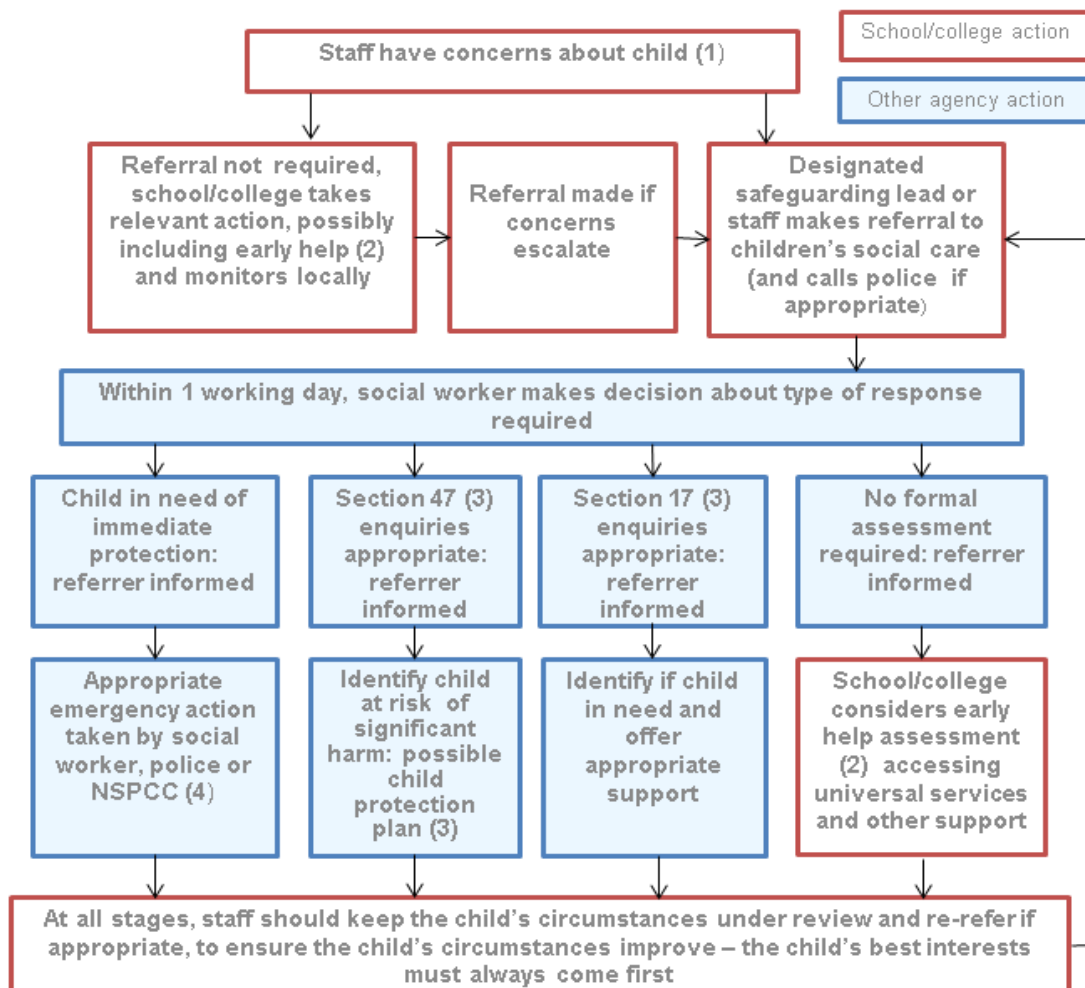 School/college action
Staff have concerns about child (1)
Other agency action
Referral not required,
school/college takes
relevant action, possibly
including early help (2)
and monitors locally
Referral made if
concerns
escalate
Designated
safeguarding lead or
staff makes referral to
children’s social care
(and calls police if
appropriate)
Within 1 working day, social worker makes decision about type of response
required
Child in need of
immediate
protection:
referrer informed
Section 47 (3)
enquiries
appropriate:
referrer
informed
Section 17 (3)
enquiries
appropriate:
referrer
informed
No formal
assessment
required: referrer
informed
Appropriate
emergency action
taken by social
worker, police or
NSPCC (4)
Identify child
at risk of
significant
harm: possible
child
protection
plan (3)
Identify if child
in need and
offer
appropriate
support
School/college
considers early
help assessment
(2) accessing
universal services
and other support
At all stages, staff should keep the child’s circumstances under review and re-refer if
appropriate, to ensure the child’s circumstances improve – the child’s best interests
must always come first